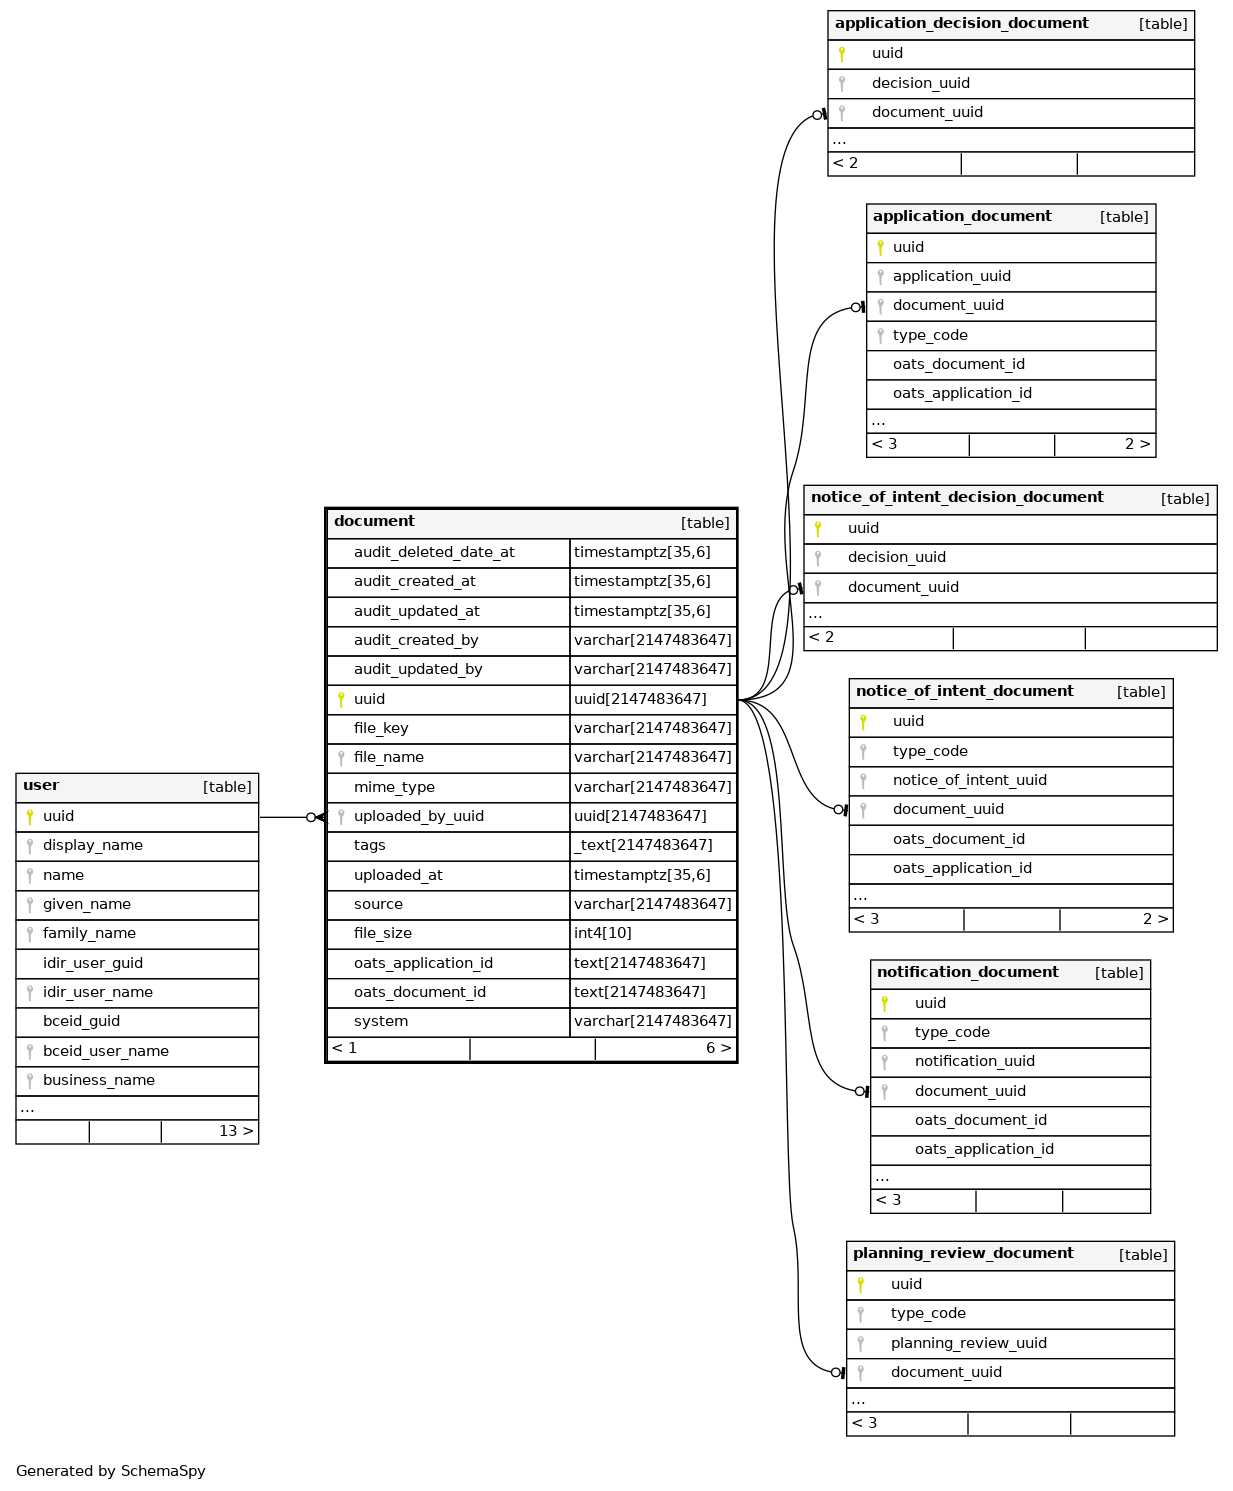 application_decision_document [table]
uuid
decision_uuid
document_uuid
...
< 2
application_document [table]
uuid
application_uuid
document_uuid
type_code
oats_document_id
oats_application_id
...
< 3 2 >
notice_of_intent_decision_document [table]
uuid
decision_uuid
document_uuid
...
< 2
document [table]
audit_deleted_date_at timestamptz[35,6]
audit_created_at timestamptz[35,6]
audit_updated_at timestamptz[35,6]
audit_created_by varchar[2147483647]
audit_updated_by varchar[2147483647]
uuid uuid[2147483647]
file_key varchar[2147483647]
file_name varchar[2147483647]
mime_type varchar[2147483647]
uploaded_by_uuid uuid[2147483647]
tags _text[2147483647]
uploaded_at timestamptz[35,6]
source varchar[2147483647]
file_size int4[10]
oats_application_id text[2147483647]
oats_document_id text[2147483647]
system varchar[2147483647]
< 1 6 >
notice_of_intent_document [table]
uuid
type_code
notice_of_intent_uuid
document_uuid
oats_document_id
oats_application_id
...
< 3 2 >
user [table]
uuid
display_name
name
given_name
family_name
idir_user_guid
idir_user_name
bceid_guid
bceid_user_name
business_name
...
13 >
notification_document [table]
uuid
type_code
notification_uuid
document_uuid
oats_document_id
oats_application_id
...
< 3
planning_review_document [table]
uuid
type_code
planning_review_uuid
document_uuid
...
< 3
Generated by SchemaSpy